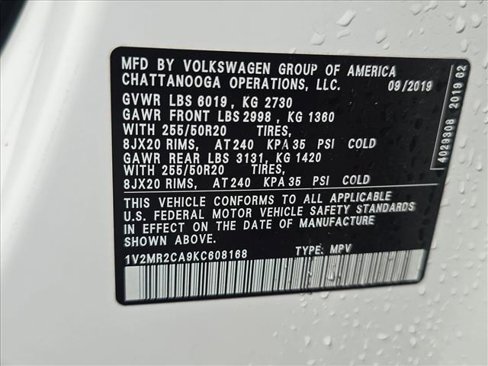 MFD BY VOLKSWAGEN GROUP OF AMERICA
CHATTANOOGA OPERATIONS, LLC. 09/2019
GVWR LBS 6019, KG 2730
GAWR FRONT LBS 2998, KG 1360
WITH 255/50R20 TIRES,
8JX20 RIMS, AT 240 KPA 35 PSI COLD
GAWR REAR LBS 3131, KG 1420
WITH 255/50R20 TIRES,
8JX20 RIMS, AT 240 KPA 35 PSI COLD
THIS VEHICLE CONFORMS TO ALL APPLICABLE
U.S. FEDERAL MOTOR VEHICLE SAFETY STANDARDS
IN EFFECT ON THE DATE OF MANUFACTURE
SHOWN ABOVE.
1V2MR2CA9KC608168 TYPE: MPV
4029308 2019 02